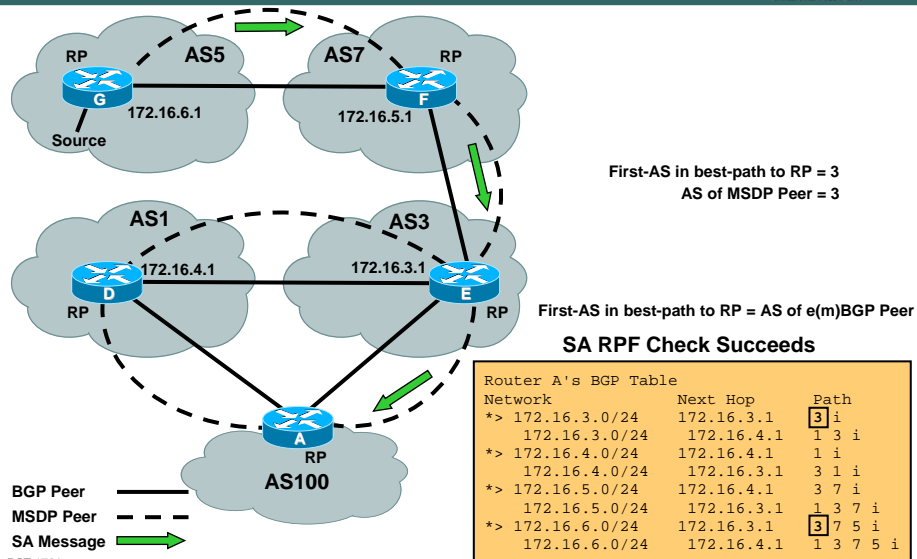 AS5
AS7
RP
RP
G
F
172.16.6.1
172.16.5.1
Source
First-AS in best-path to RP = 3
AS of MSDP Peer = 3
AS1
AS3
172.16.4.1
172.16.3.1
D
E
RP
RP
First-AS in best-path to RP = AS of e(m)BGP Peer
SA RPF Check Succeeds
A
RP
AS100
Router A's BGP Table
Network Next Hop Path
*> 172.16.3.0/24 172.16.3.1 3 i
172.16.3.0/24 172.16.4.1 1 3 i
*> 172.16.4.0/24 172.16.4.1 1 i
172.16.4.0/24 172.16.3.1 3 1 i
*> 172.16.5.0/24 172.16.4.1 3 7 i
172.16.5.0/24 172.16.3.1 1 3 7 i
*> 172.16.6.0/24 172.16.3.1 3 7 5 i
172.16.6.0/24 172.16.4.1 1 3 7 5 i
BGP Peer
MSDP Peer
SA Message